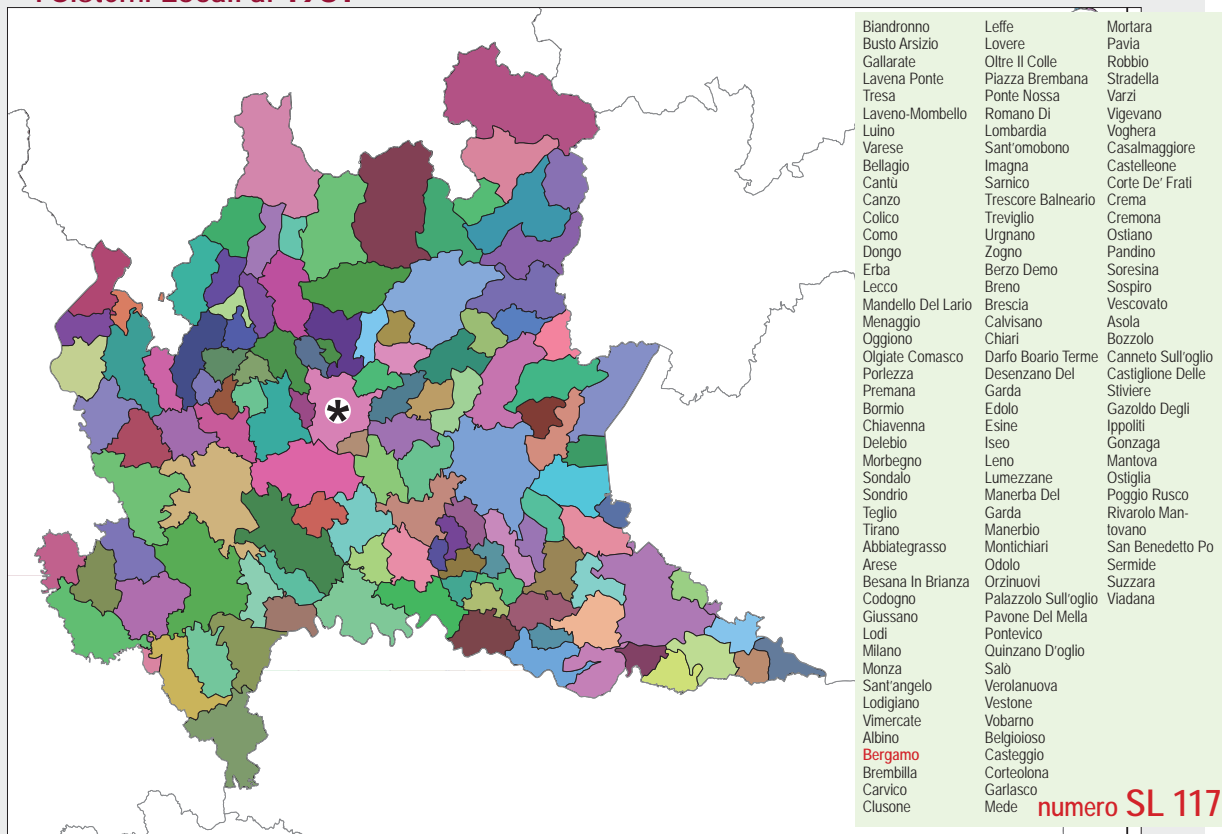 i Sistemi Locali al 1981
Biandronno
Busto Arsizio
Gallarate
Lavena Ponte
Tresa
Laveno-Mombello
Luino
Varese
Bellagio
Cantù
Canzo
Colico
Como
Dongo
Erba
Lecco
Mandello Del Lario
Menaggio
Oggiono
Olgiate Comasco
Porlezza
Premana
Bormio
Chiavenna
Delebio
Morbegno
Sondalo
Sondrio
Teglio
Tirano
Abbiategrasso
Arese
Besana In Brianza
Codogno
Giussano
Lodi
Milano
Monza
Sant'angelo
Lodigiano
Vimercate
Albino
Bergamo
Brembilla
Carvico
Clusone
Leffe
Lovere
Oltre Il Colle
Piazza Brembana
Ponte Nossa
Romano Di
Lombardia
Sant'omobono
Imagna
Sarnico
Trescore Balneario
Treviglio
Urgnano
Zogno
Berzo Demo
Breno
Brescia
Calvisano
Chiari
Darfo Boario Terme
Desenzano Del
Garda
Edolo
Esine
Iseo
Leno
Lumezzane
Manerba Del
Garda
Manerbio
Montichiari
Odolo
Orzinuovi
Palazzolo Sull'oglio
Pavone Del Mella
Pontevico
Quinzano D'oglio
Salò
Verolanuova
Vestone
Vobarno
Belgioioso
Casteggio
Corteolona
Garlasco
Mede
Mortara
Pavia
Robbio
Stradella
Varzi
Vigevano
Voghera
Casalmaggiore
Castelleone
Corte De' Frati
Crema
Cremona
Ostiano
Pandino
Soresina
Sospiro
Vescovato
Asola
Bozzolo
Canneto Sull'oglio
Castiglione Delle
Stiviere
Gazoldo Degli
Ippoliti
Gonzaga
Mantova
Ostiglia
Poggio Rusco
Rivarolo Man-
tovano
San Benedetto Po
Sermide
Suzzara
Viadana
numero SL 117